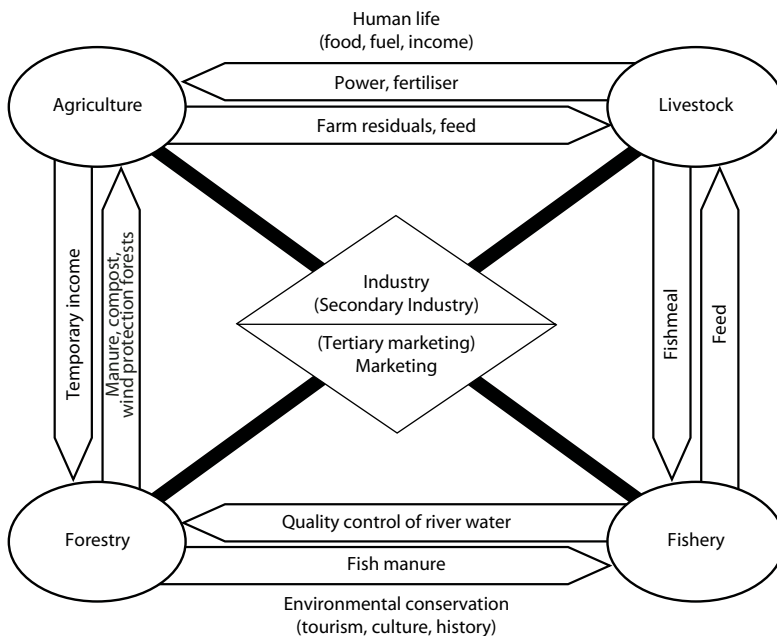 Human life
(food, fuel, income)
Agriculture
Power, fertiliser
Livestock
Farm residuals, feed
Temporary income
Manure, compost,
wind protection forests
Industry
(Secondary Industry)
(Tertiary marketing)
Marketing
Fishmeal
Feed
Forestry
Quality control of river water
Fishery
Fish manure
Environmental conservation
(tourism, culture, history)